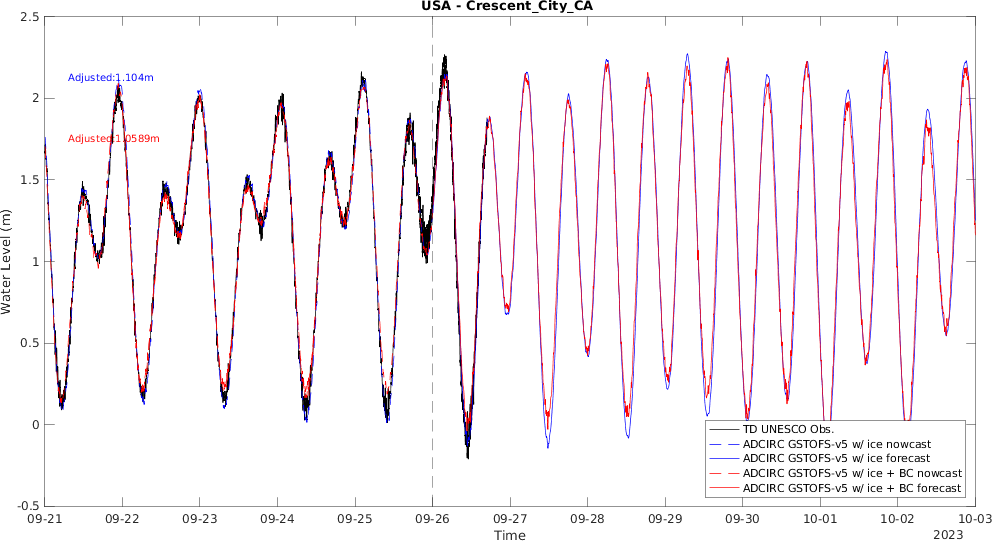 USA - Crescent_City_CA
2.5
Adjusted:1.104m
2
Adjusted:1.0589m
1.5
Water Level (m)
1
0.5
0
TD UNESCO Obs.
ADCIRC GSTOFS-v5 w/ ice nowcast
ADCIRC GSTOFS-v5 w/ ice forecast
ADCIRC GSTOFS-v5 w/ ice + BC nowcast
ADCIRC GSTOFS-v5 w/ ice + BC forecast
-0.5
09-21 09-22 09-23 09-24 09-25 09-26 09-27 09-28 09-29 09-30 10-01 10-02 10-03
Time
2023